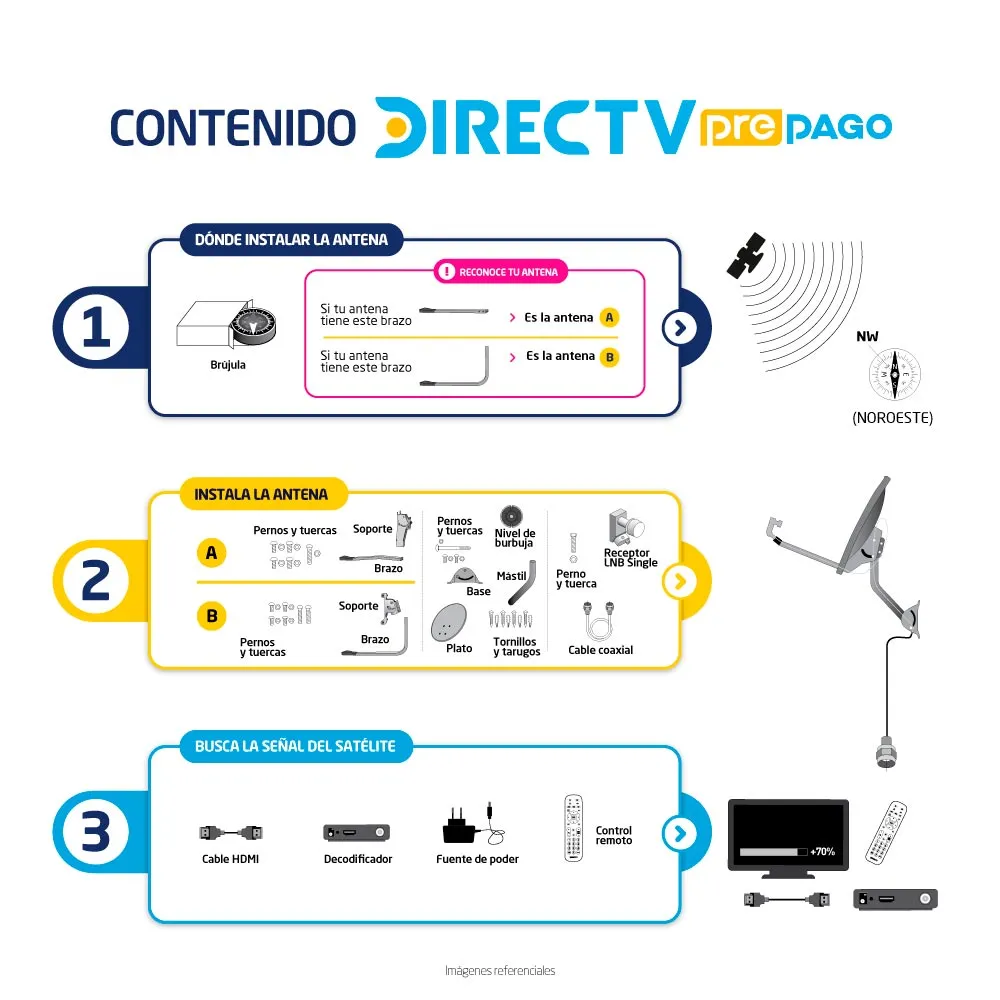 CONTENIDO DIRECTV prepago
DÓNDE INSTALAR LA ANTENA
1
Brújula
! RECONOCE TU ANTENA
Si tu antena
tiene este brazo
Es la antena A
Si tu antena
tiene este brazo
Es la antena B
NW
(NOROESTE)
INSTALA LA ANTENA
2
A
Pernos y tuercas
Soporte
Brazo
B
Pernos
y tuercas
Soporte
Brazo
Pernos
y tuercas
Nivel de
burbuja
Base
Mástil
Plato
Tornillos
y tarugos
Perno
y tuerca
Receptor
LNB Single
Cable coaxial
BUSCA LA SEÑAL DEL SATÉLITE
3
Cable HDMI
Decodificador
Fuente de poder
Control
remoto
+70%
Imágenes referenciales